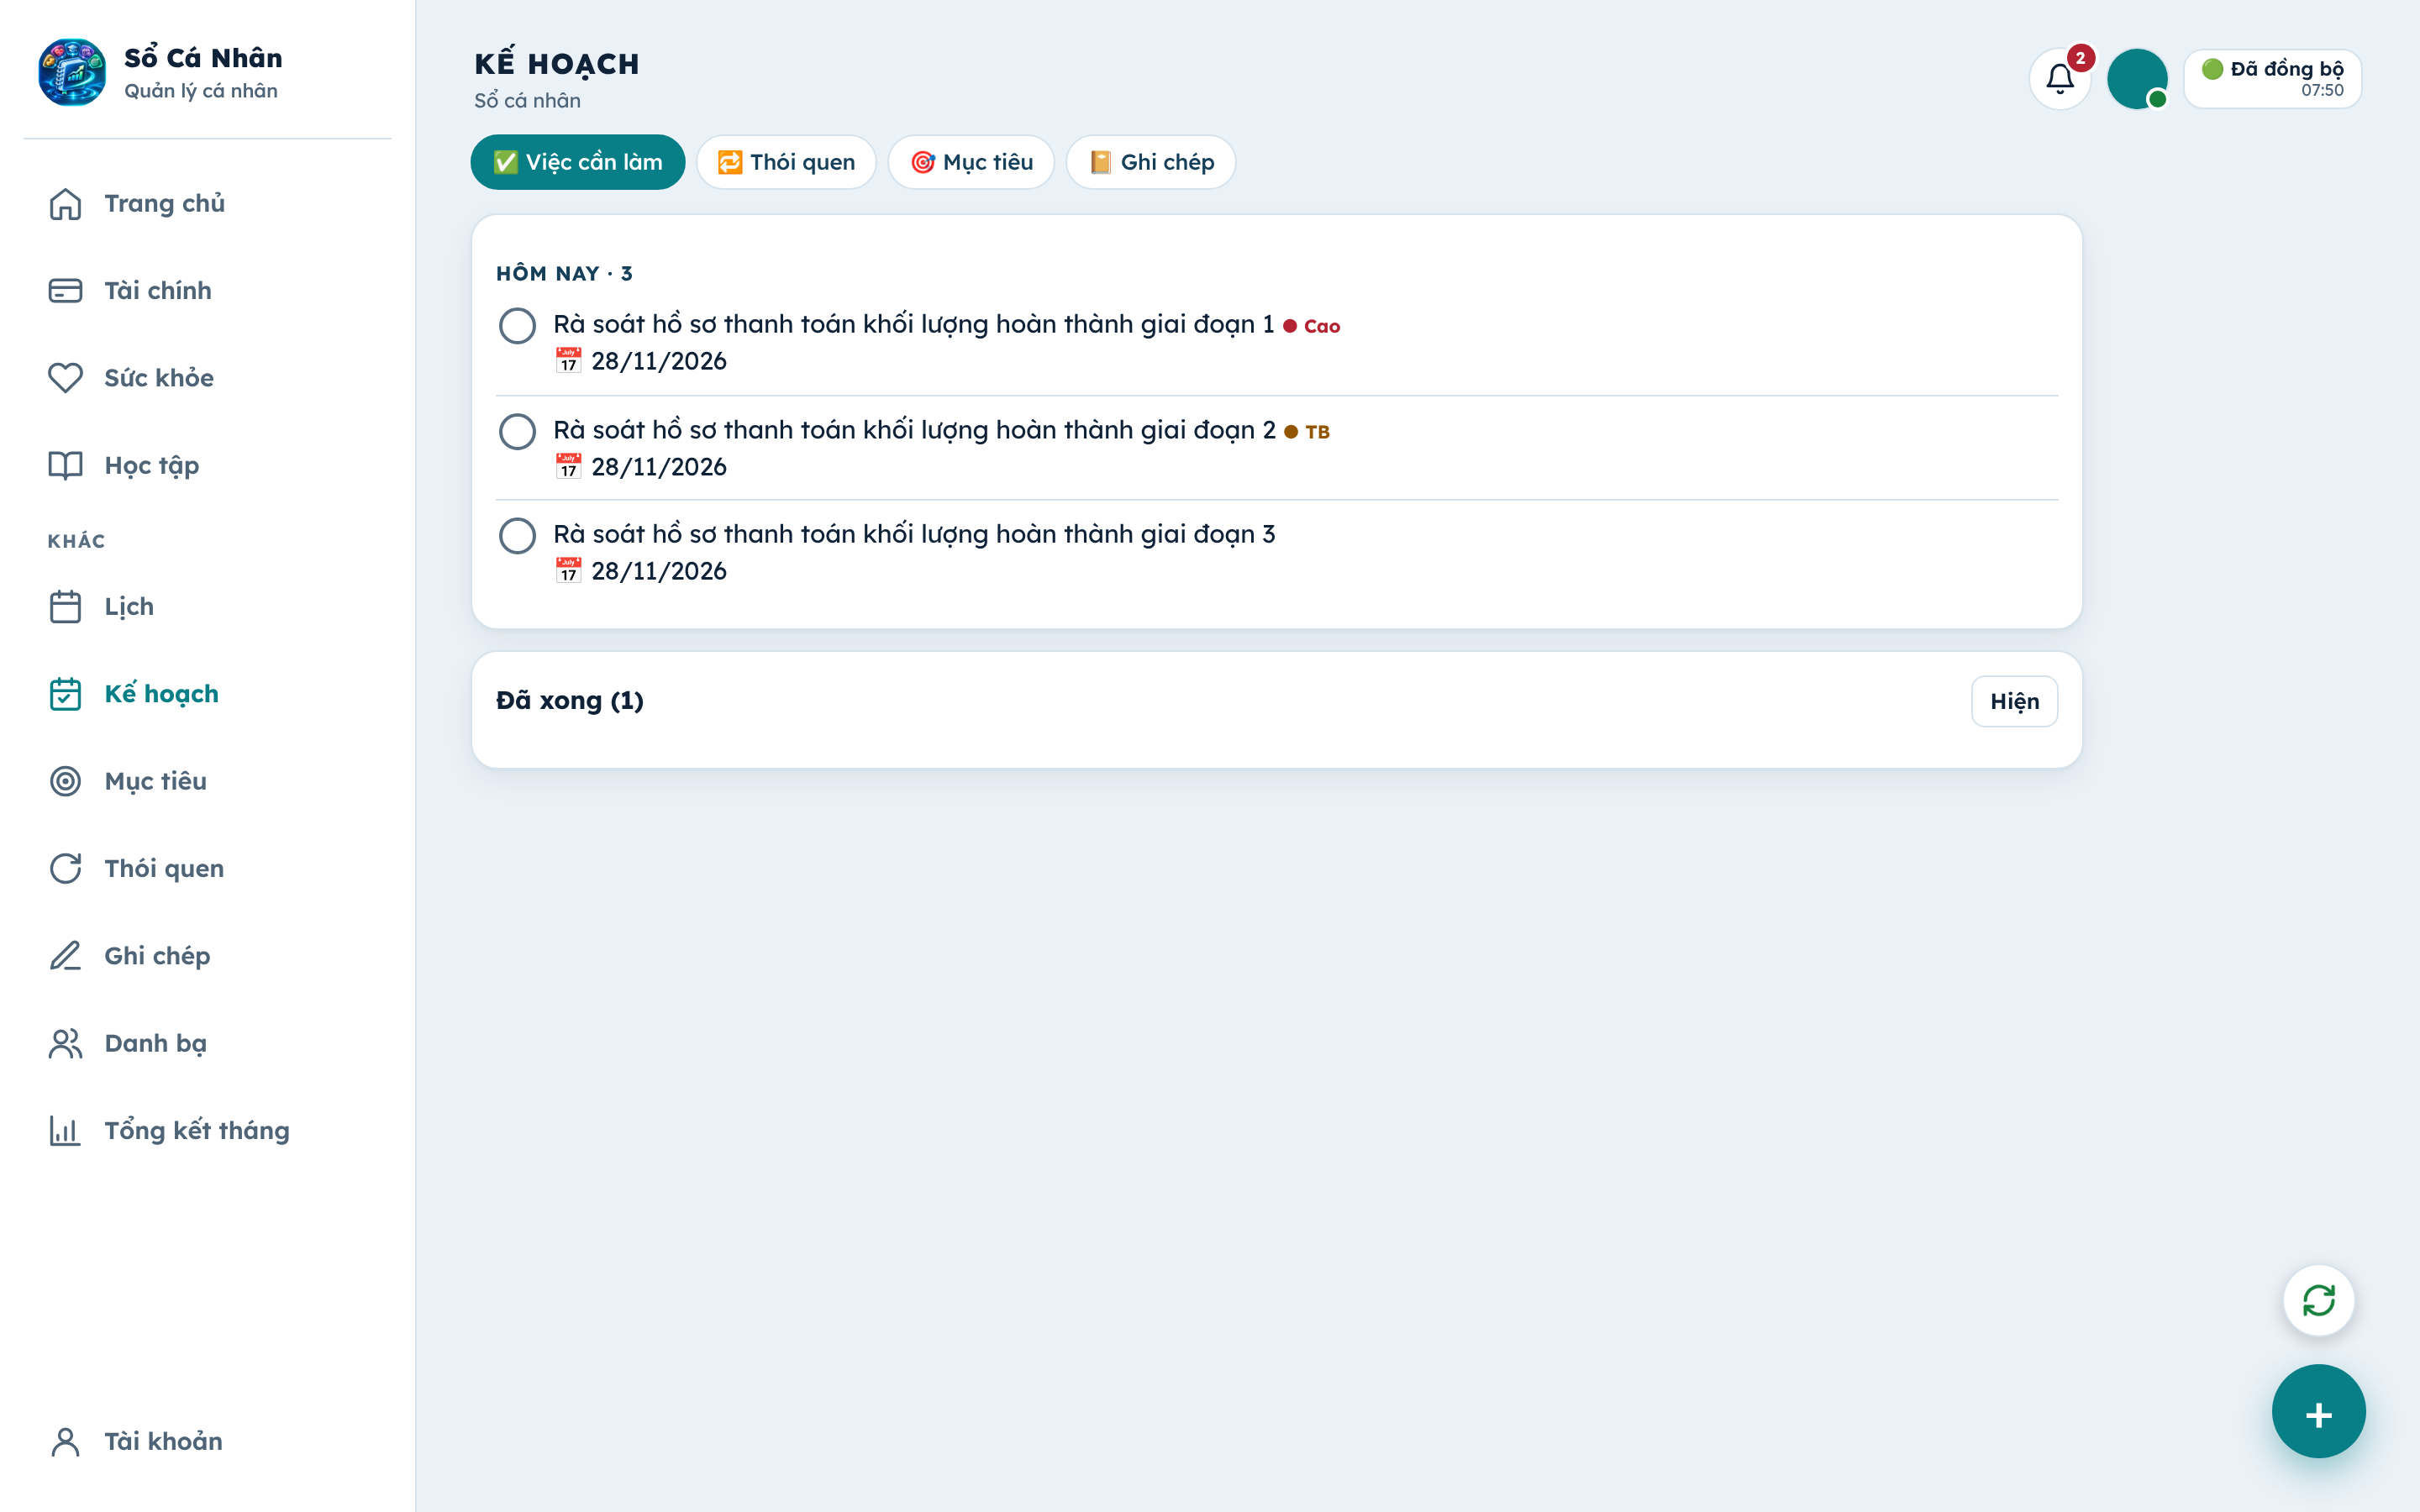 Sổ Cá Nhân
Quản lý cá nhân
Trang chủ
Tài chính
Sức khỏe
Học tập
KHÁC
Lịch
Kế hoạch
Mục tiêu
Thói quen
Ghi chép
Danh bạ
Tổng kết tháng
Tài khoản
KẾ HOẠCH
Sổ cá nhân
2
Đã đồng bộ
07:50
✅ Việc cần làm
🔁 Thói quen
🎯 Mục tiêu
📔 Ghi chép
HÔM NAY · 3
Rà soát hồ sơ thanh toán khối lượng hoàn thành giai đoạn 1 ● Cao
📅 28/11/2026
Rà soát hồ sơ thanh toán khối lượng hoàn thành giai đoạn 2 ● TB
📅 28/11/2026
Rà soát hồ sơ thanh toán khối lượng hoàn thành giai đoạn 3
📅 28/11/2026
Đã xong (1)
Hiện
+